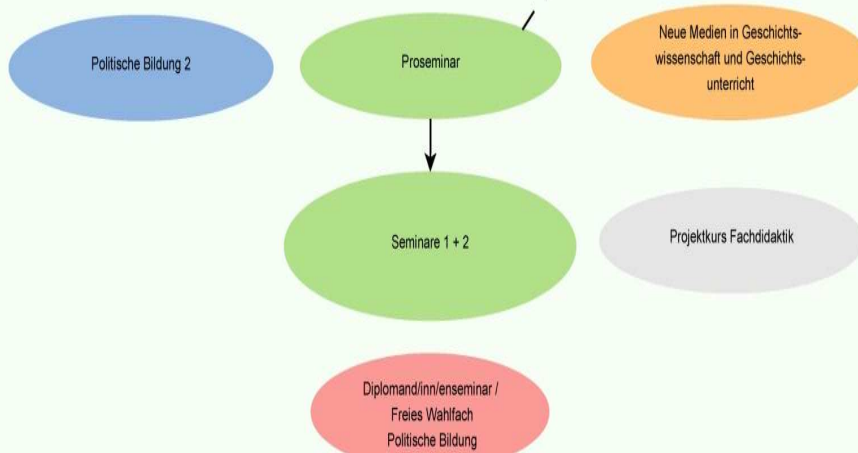 Politische Bildung 2
Proseminar
Neue Medien in Geschichts-
wissenschaft und Geschichts-
unterricht
Seminare 1 + 2
Projektkurs Fachdidaktik
Diplomand/inn/enseminar /
Freies Wahlfach
Politische Bildung